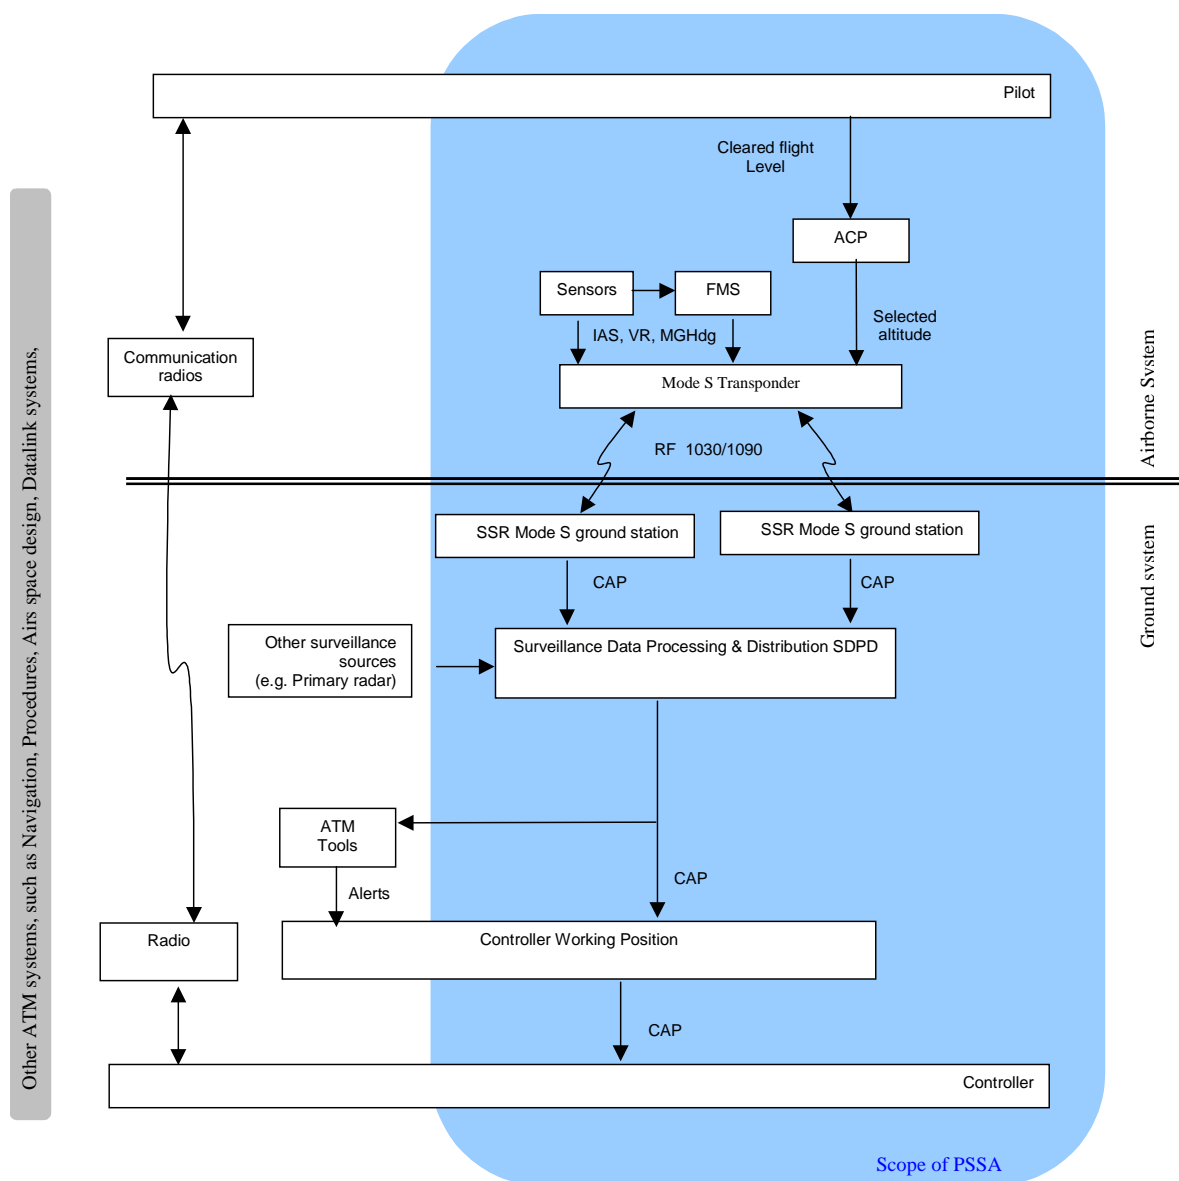 Pilot
Cleared flight
Level
ACP
Sensors
FMS
IAS, VR, MGHdg
Selected
altitude
Communication
radios
Mode S Transponder
RF 1030/1090
Airborne System
SSR Mode S ground station
SSR Mode S ground station
CAP
CAP
Ground system
Other surveillance
sources
(e.g. Primary radar)
Surveillance Data Processing & Distribution SDPD
ATM
Tools
Alerts
CAP
Radio
Controller Working Position
CAP
Controller
Scope of PSSA
Other ATM systems, such as Navigation, Procedures, Airs space design, Datalink systems,